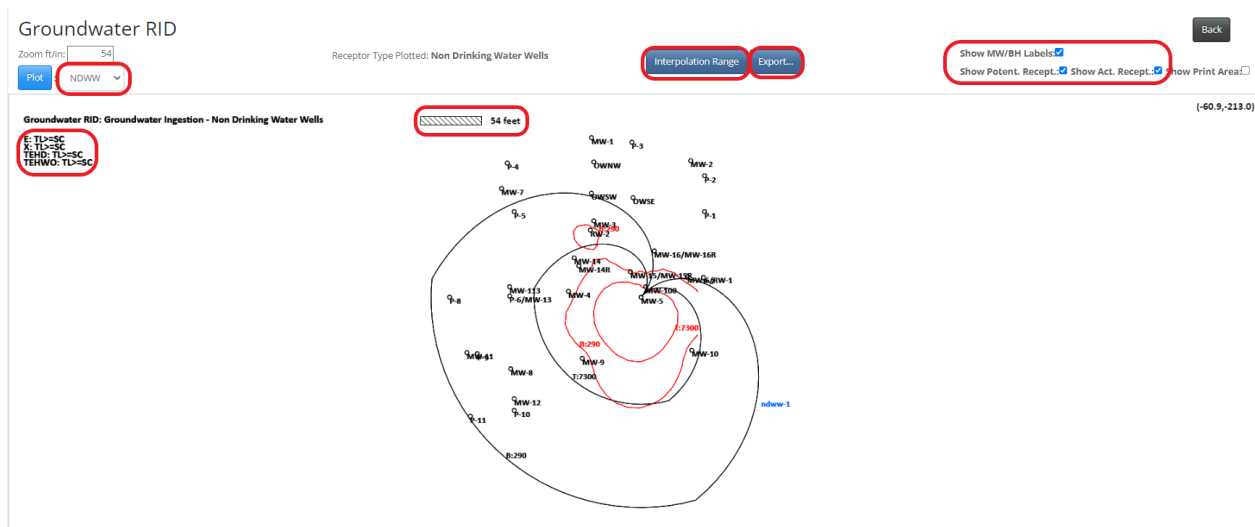 Groundwater RID
Back
Zoom ft/in: 54
Receptor Type Plotted: Non Drinking Water Wells
Interpolation Range
Export...
Show MW/BH Labels:
Plot
NDWW
Show Potent. Recept.: Show Act. Recept.: Show Print Area:
(-60.9,-213.0)
Groundwater RID: Groundwater Ingestion - Non Drinking Water Wells
54 feet
E: TL>=SC
X: TL>=SC
TEHD: TL>=SC
TEHWO: TL>=SC
MW-1
P-3
P-4
OWNW
MW-2
P-2
MW-7
OWSW
OWSE
P-5
P-1
MW-3
B:290
RW-2
MW-16/MW-16R
MW-14
MW-14R
MW-15/MW-15R
RW-1
MW-113
MW-4
MW-100
P-8
P-6/MW-13
MW-5
T:7300
B:290
MW-11
MW-10
MW-9
MW-8
T:7300
MW-12
ndww-1
P-10
P-11
B:290